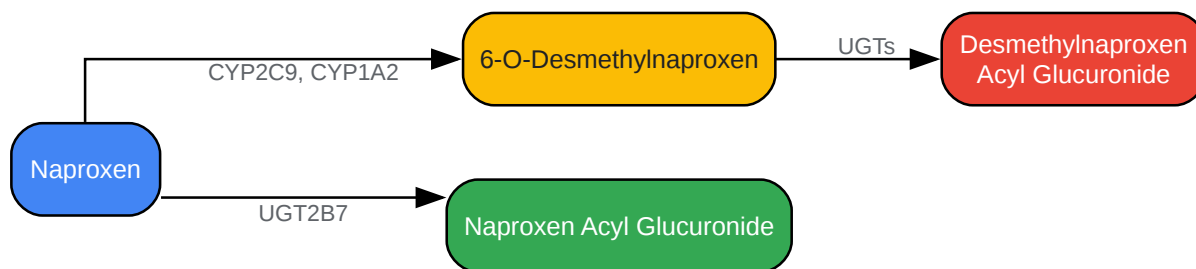 UGTs
6-O-Desmethylnaproxen
Desmethylnaproxen
Acyl Glucuronide
CYP2C9, CYP1A2
Naproxen
UGT2B7
Naproxen Acyl Glucuronide